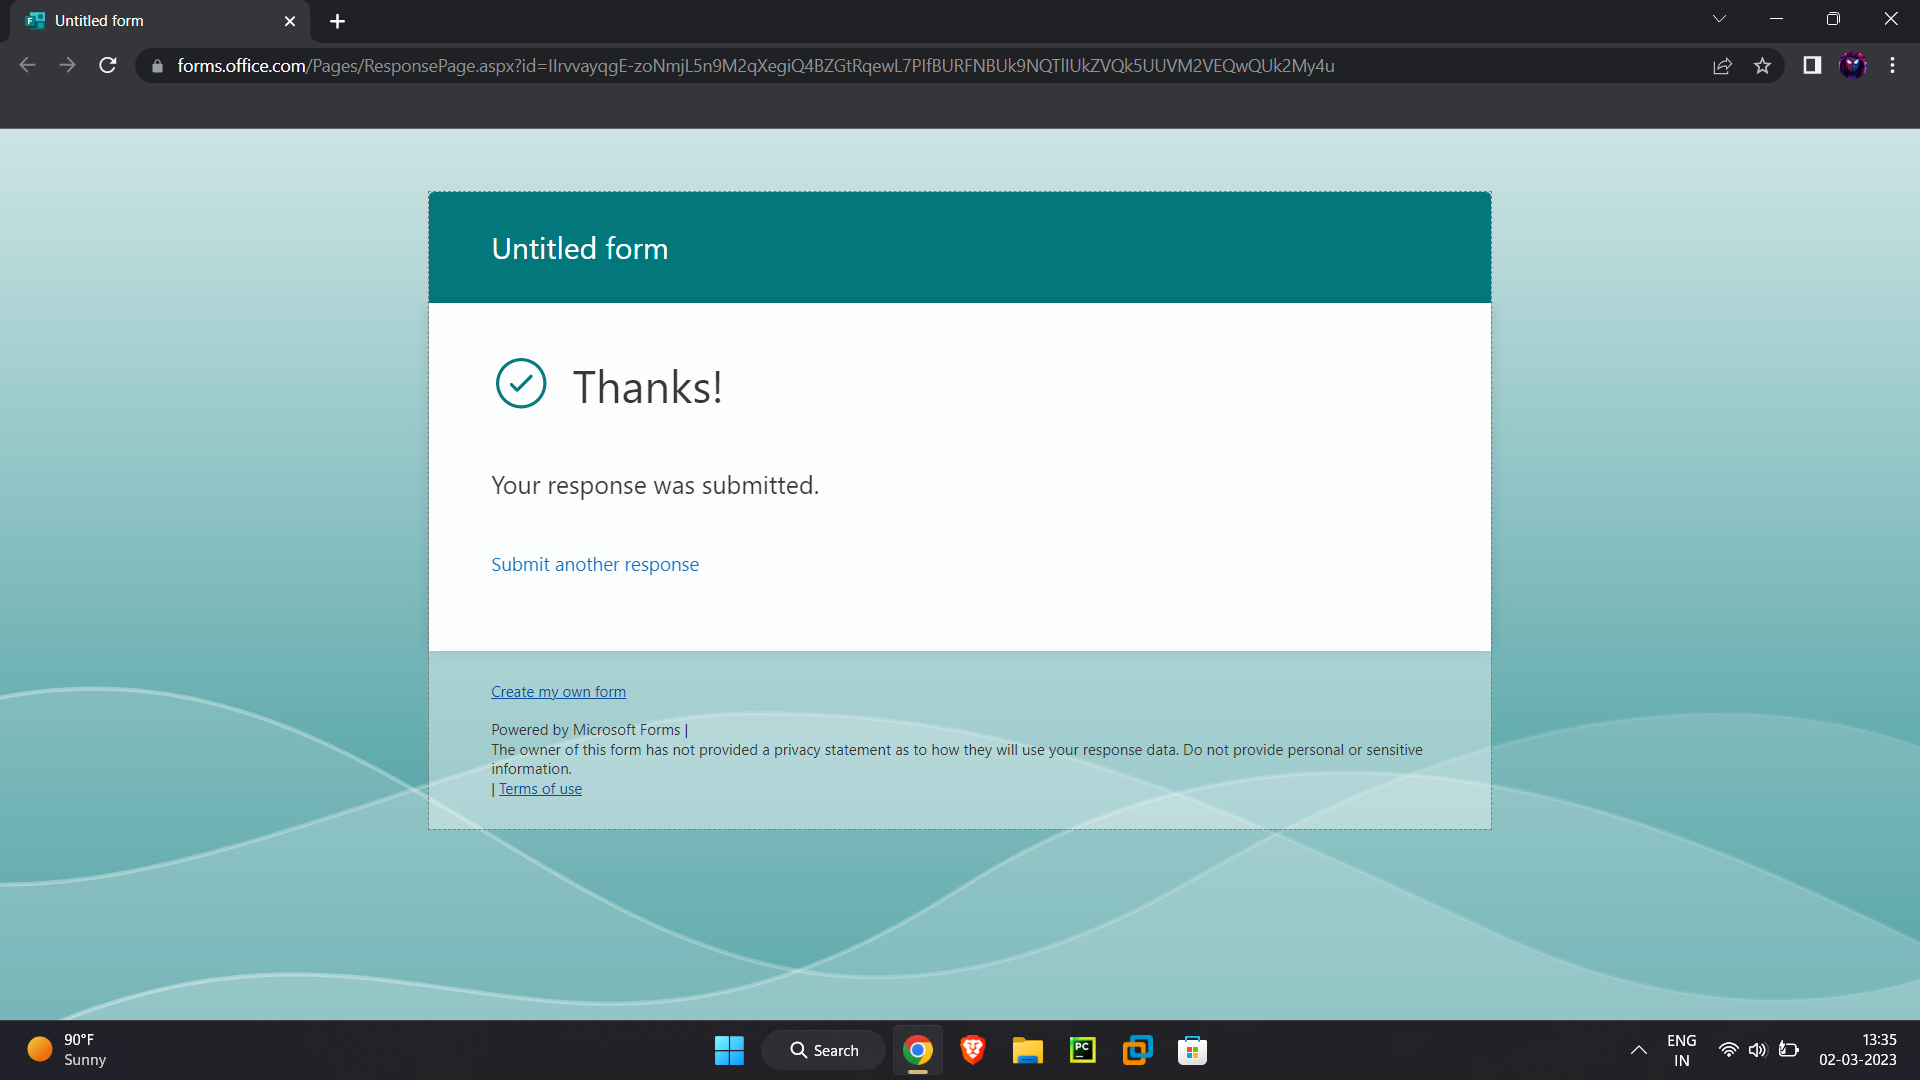 Untitled form
forms.office.com/Pages/ResponsePage.aspx?id=IIrvvayqgE-zoNmjL5n9M2qXegiQ4BZGtRqewL7PIfBURFNBUk9NQTlIUkZVQk5UUVM2VEQwQUk2My4u
Untitled form
Thanks!
Your response was submitted.
Submit another response
Create my own form
Powered by Microsoft Forms |
The owner of this form has not provided a privacy statement as to how they will use your response data. Do not provide personal or sensitive
information.
| Terms of use
90°F
Sunny
Search
PC
ENG
IN
13:35
02-03-2023